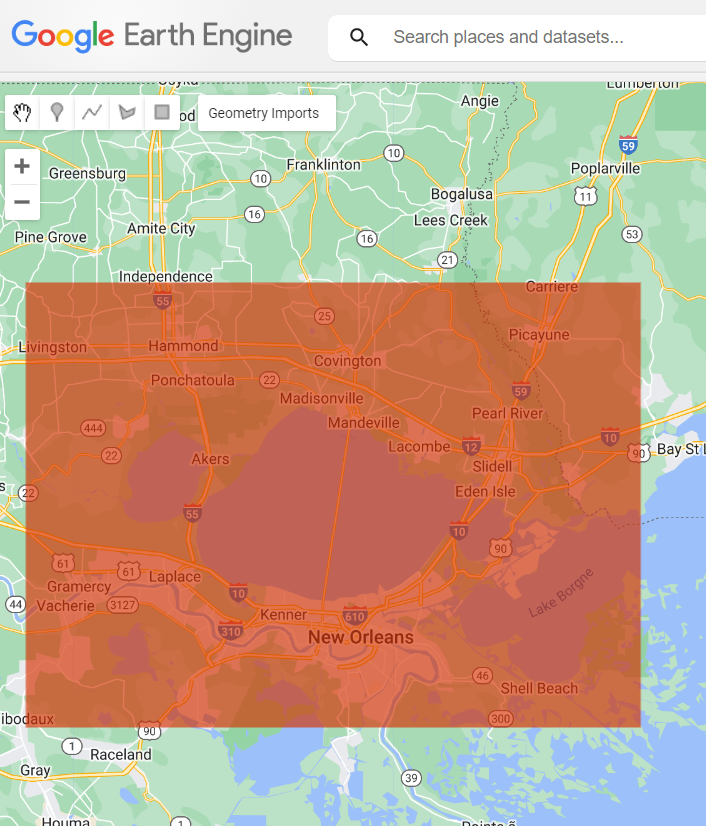 Google Earth Engine
Search places and datasets...
Lumberton
Geometry Imports
Angie
59
10
Franklinton
Poplarville
Greensburg
10
Bogalusa
11
16
Lees Creek
Amite City
53
Pine Grove
16
21
Independence
Carriere
55
25
Picayune
Livingston
Hammond
Covington
Ponchatoula
22
59
Madisonville
Pearl River
Mandeville
444
10
Lacombe
12
90
Bay St L
22
Akers
Slidell
22
Eden Isle
55
10
90
61
61
Laplace
Gramercy
Lake Borgne
10
44
Vacherie
3127
Kenner
610
310
New Orleans
46
Shell Beach
ibodaux
300
90
1
Raceland
Gray
39
Houma
1